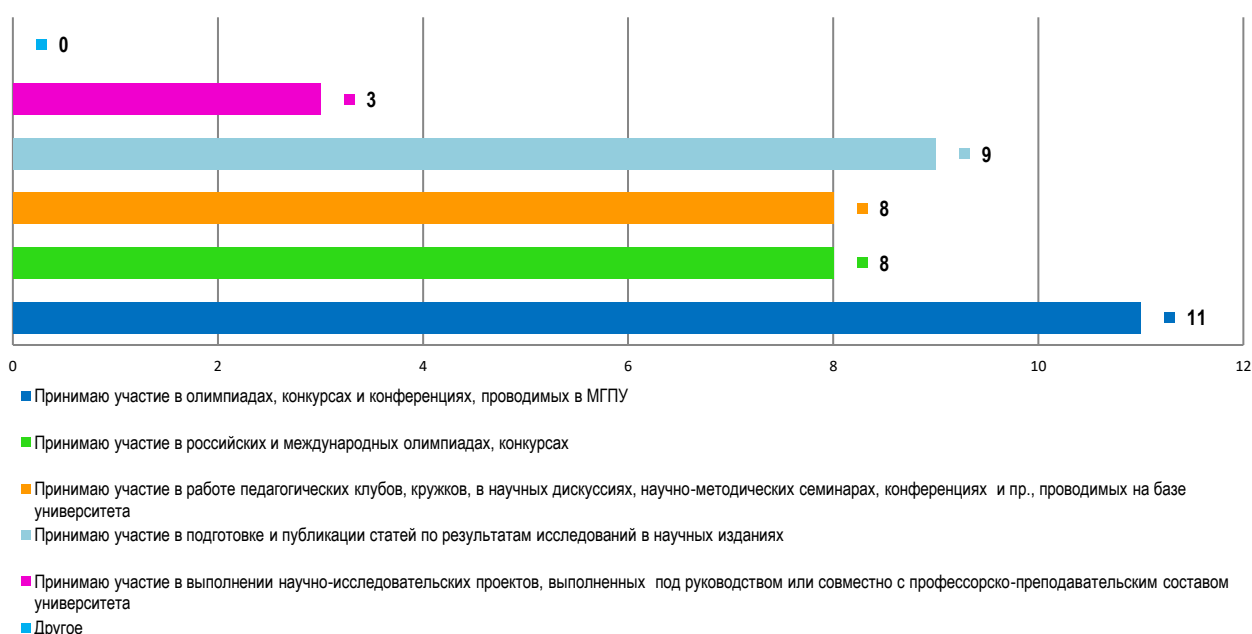 0
3
9
8
8
11
0 2 4 6 8 10 12
Принимаю участие в олимпиадах, конкурсах и конференциях, проводимых в МГПУ
Принимаю участие в российских и международных олимпиадах, конкурсах
Принимаю участие в работе педагогических клубов, кружков, в научных дискуссиях, научно-методических семинарах, конференциях и пр., проводимых на базе
университета
Принимаю участие в подготовке и публикации статей по результатам исследований в научных изданиях
Принимаю участие в выполнении научно-исследовательских проектов, выполненных под руководством или совместно с профессорско-преподавательским составом
университета
Другое